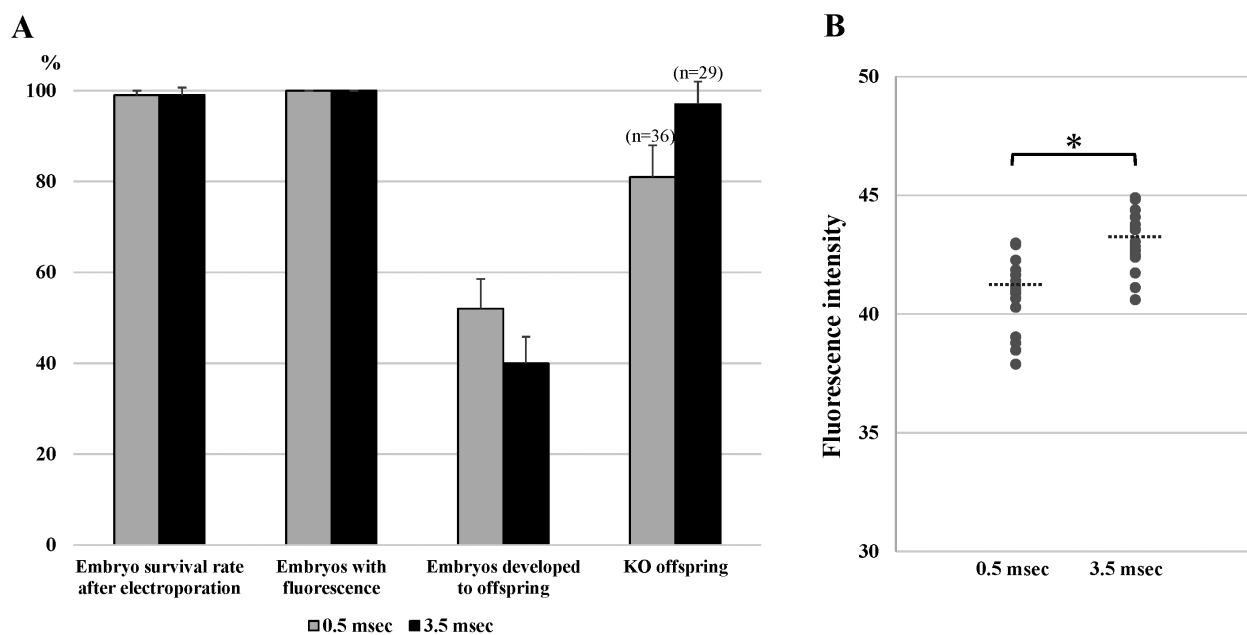 A
%
100
80
60
40
20
0
(n=36)
(n=29)
Embryo survival rate
after electroporation
Embryos with
fluorescence
Embryos developed
to offspring
KO offspring
0.5 msec
3.5 msec
B
Fluorescence intensity
50
45
40
35
30
*
0.5 msec
3.5 msec